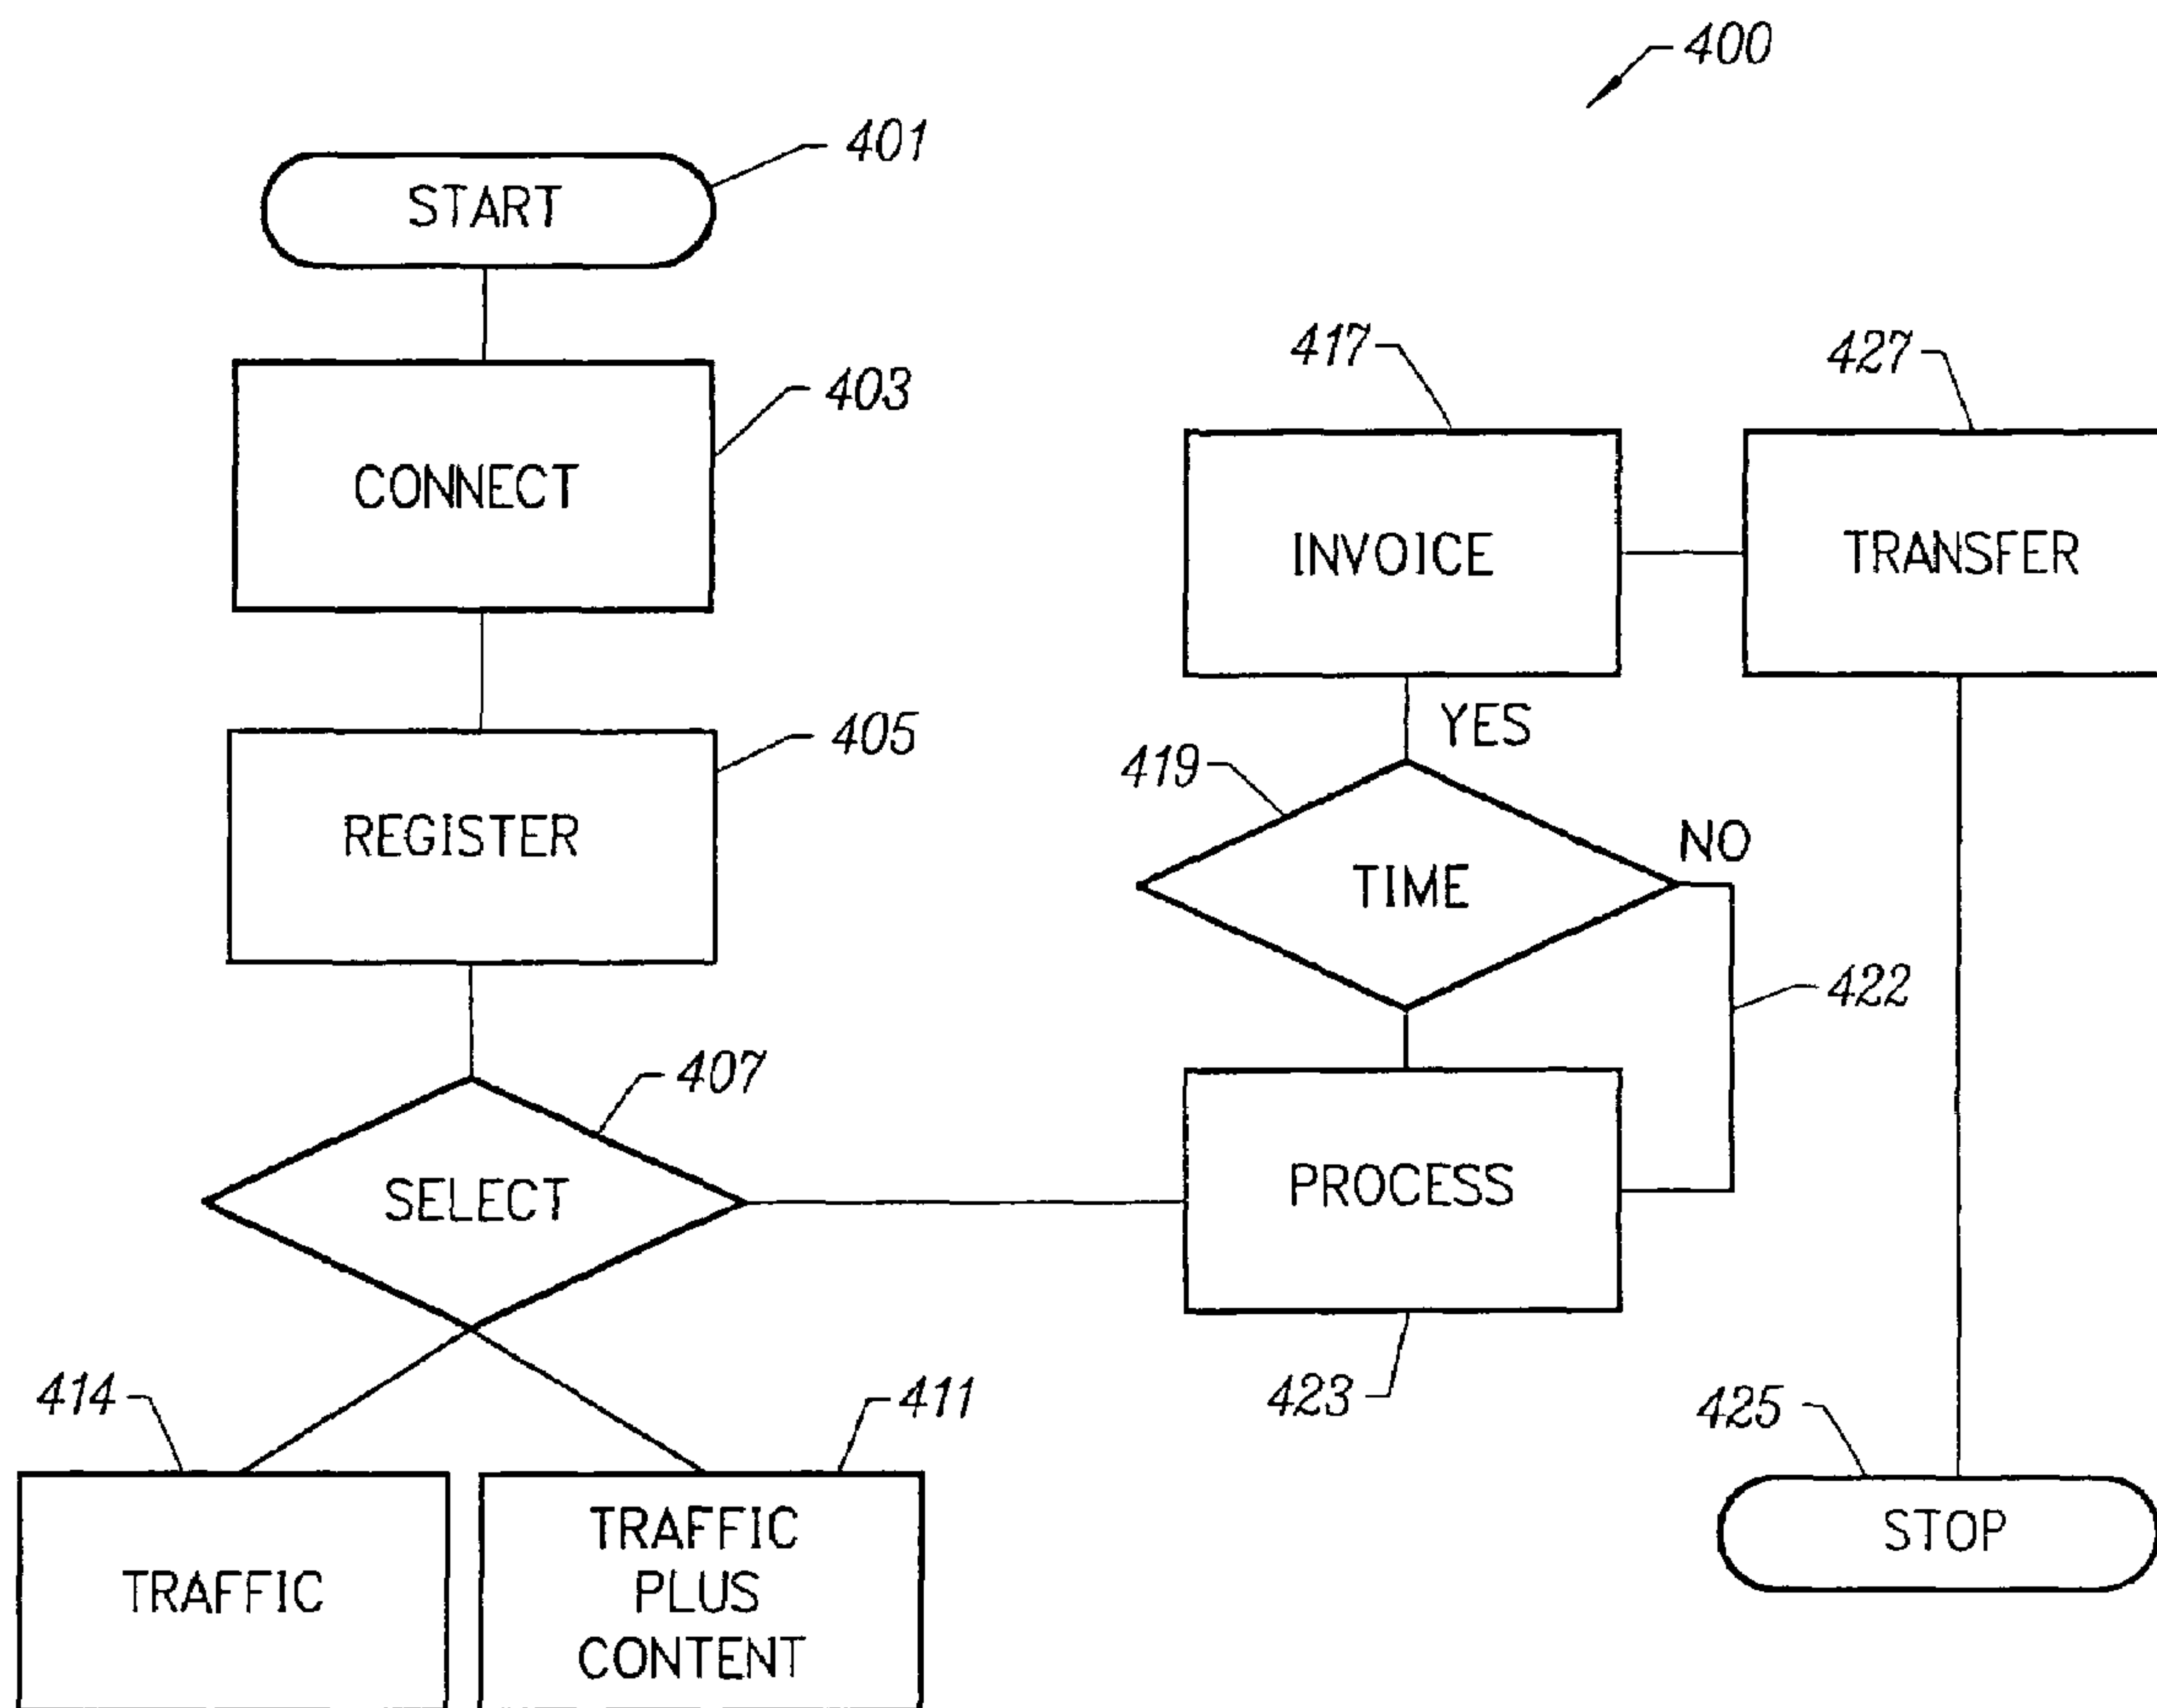 400
401
START
403
CONNECT
405
REGISTER
407
SELECT
414
TRAFFIC
411
TRAFFIC
PLUS
CONTENT
417
INVOICE
427
TRANSFER
YES
419
TIME
NO
422
PROCESS
423
425
STOP